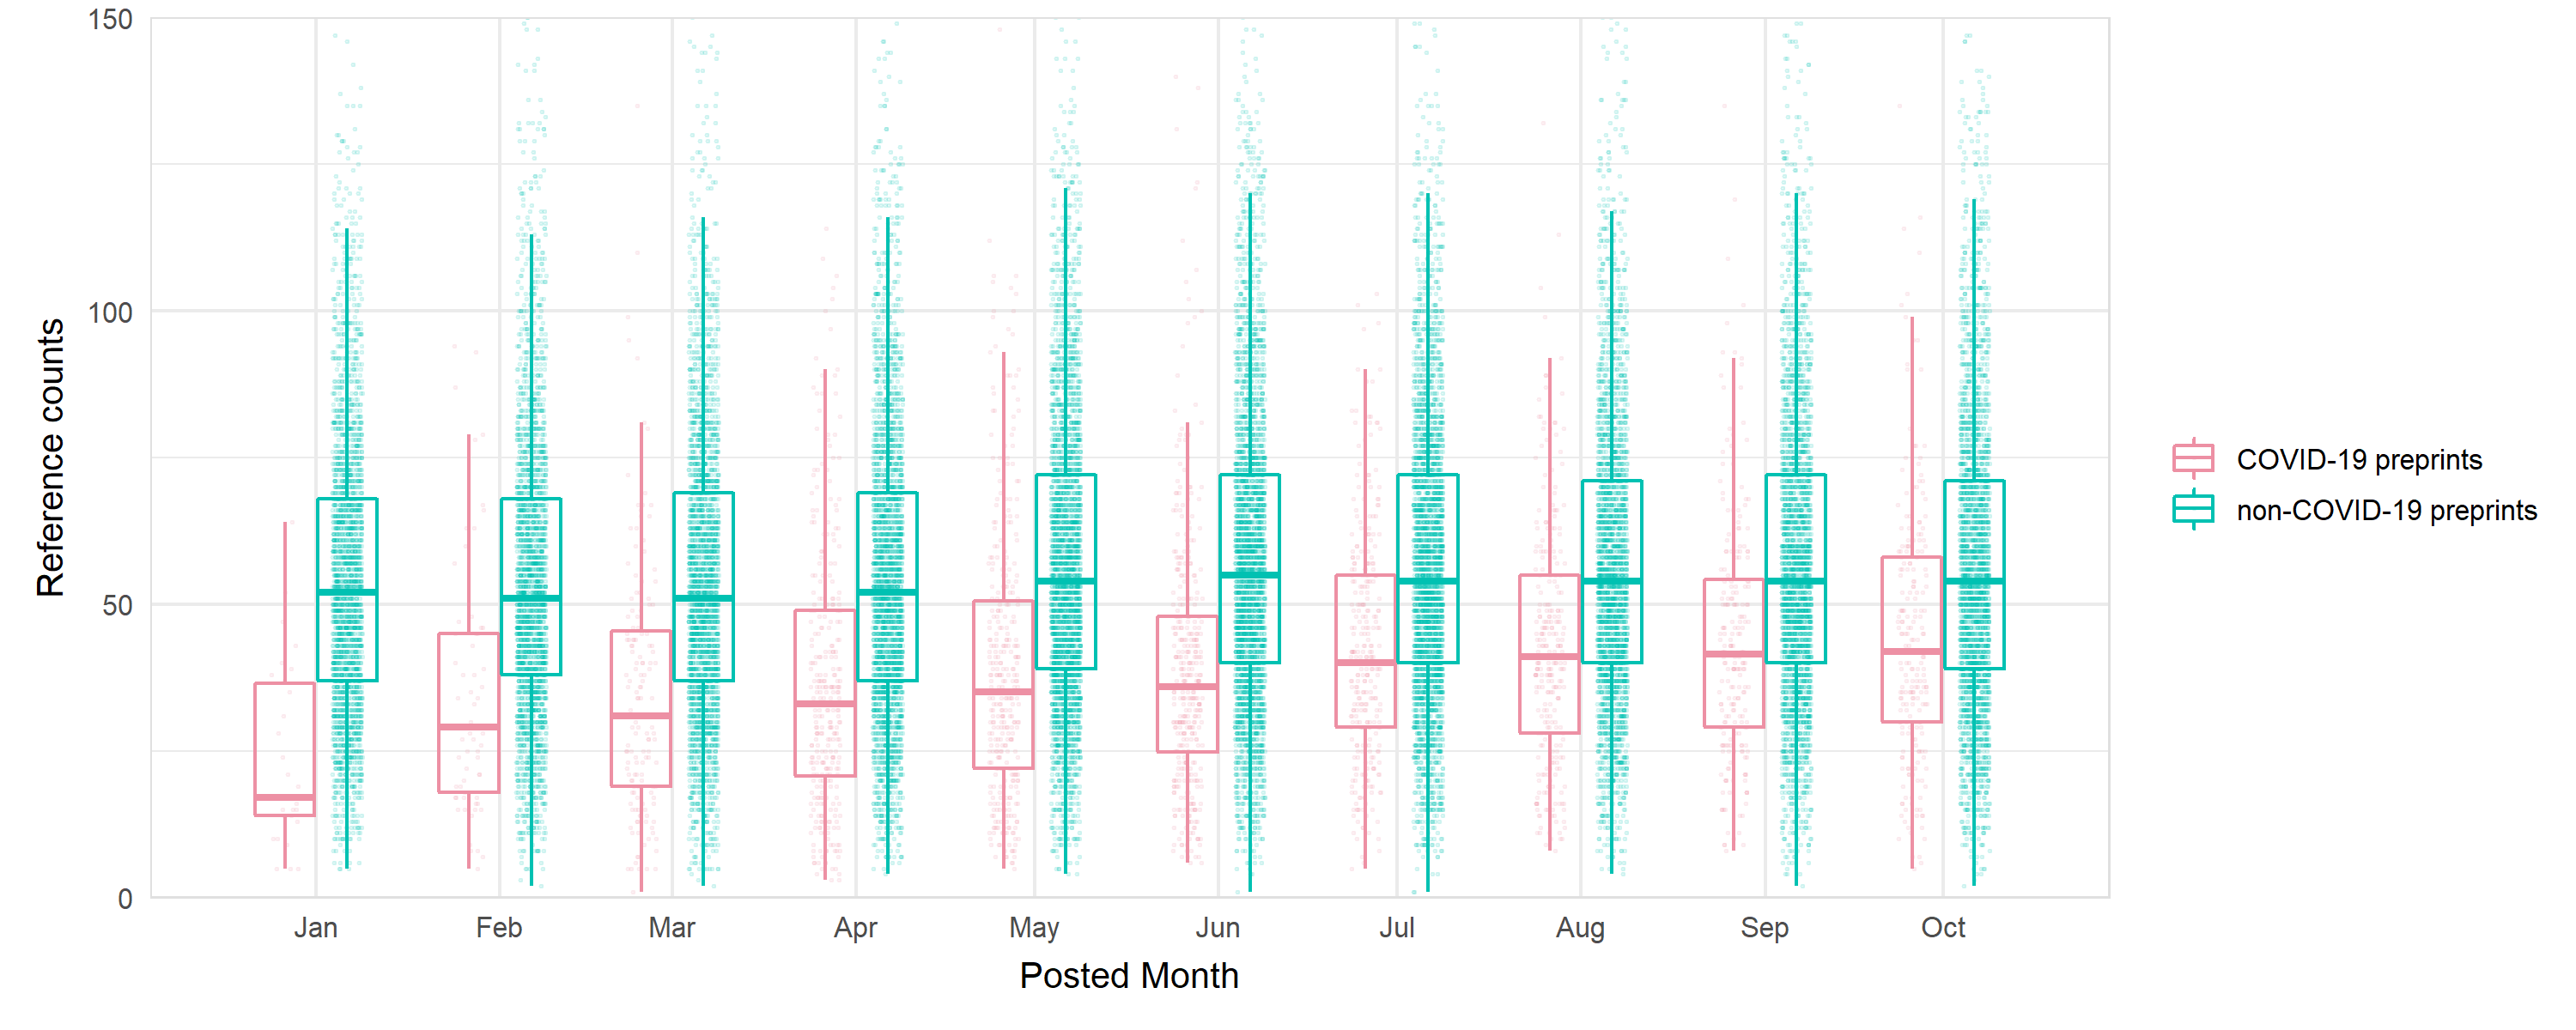 150
100
50
0
Reference counts
Jan Feb Mar Apr May Jun Jul Aug Sep Oct
Posted Month
COVID-19 preprints
non-COVID-19 preprints